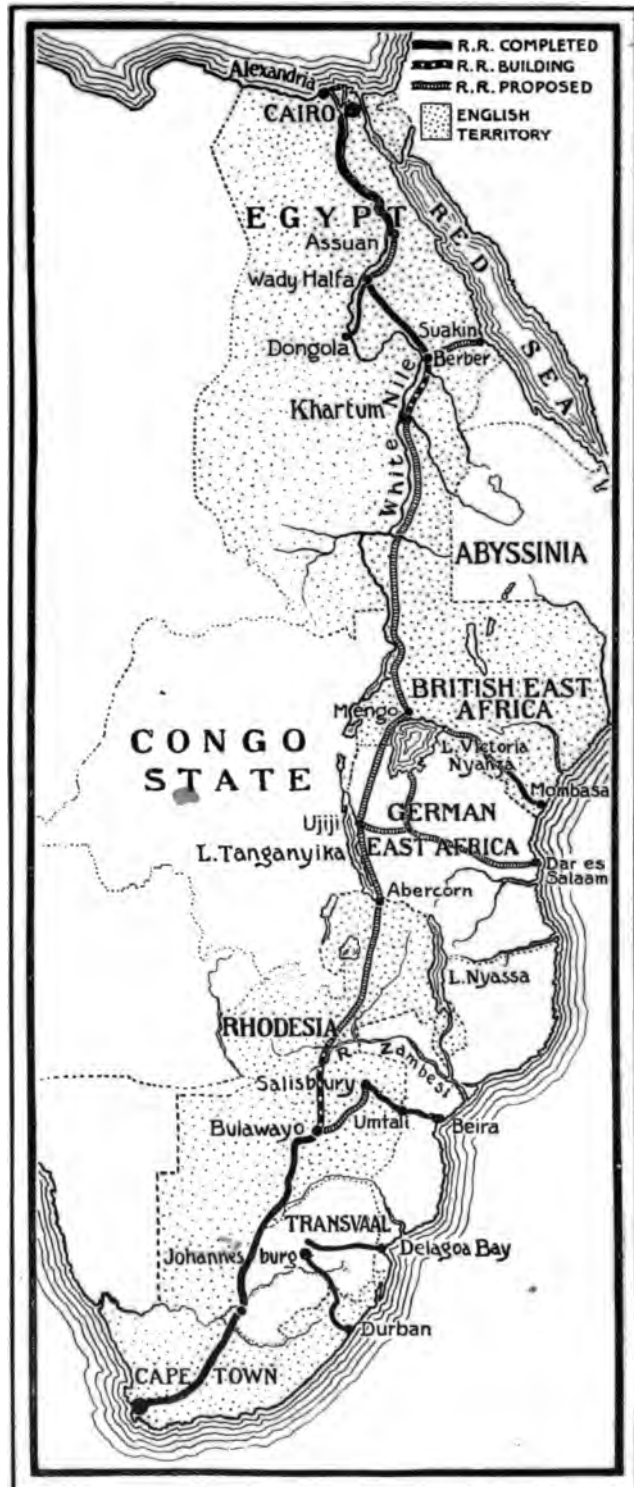 R.R. COMPLETED
R.R. BUILDING
R.R. PROPOSED
ENGLISH
TERRITORY
Alexandria
CAIRO
EGYPT
RED SEA
Assuan
Wady Halfa
Suakin
Dongola
Berber
White Nile
Khartum
ABYSSINIA
BRITISH EAST
AFRICA
Mengo
CONGO
STATE
L. Victoria
Nyanza
Mombasa
Ujiji
GERMAN
EAST AFRICA
L. Tanganyika
Dar es
Salaam
Abercorn
L. Nyassa
RHODESIA
R. Zambesi
Salisbury
Bulawayo
Umtali
Beira
TRANSVAAL
Johannesburg
Delagoa Bay
Durban
CAPE TOWN